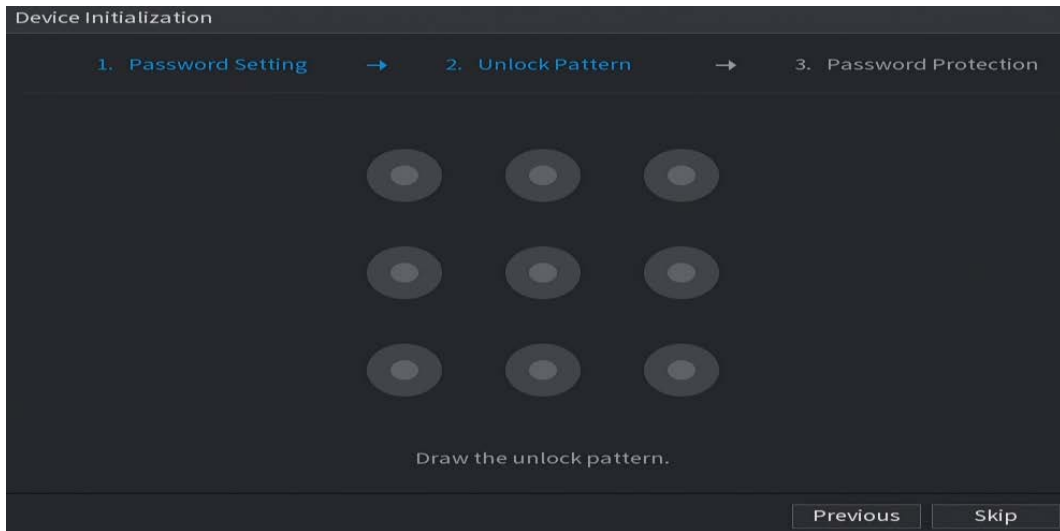 Device Initialization
1. Password Setting → 2. Unlock Pattern → 3. Password Protection
Draw the unlock pattern.
Previous Skip